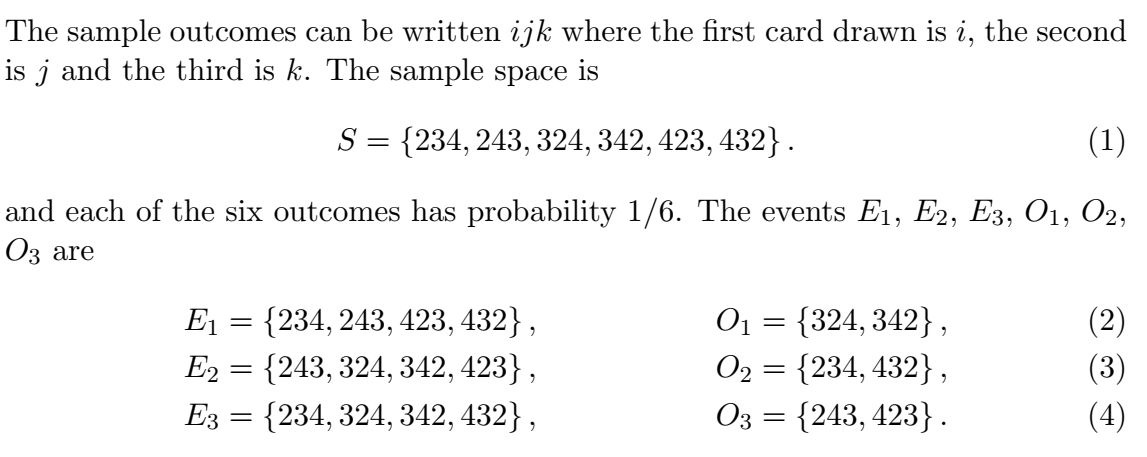 The sample outcomes can be written ijk where the first card drawn is i, the second
is j and the third is k. The sample space is
S = {234, 243, 324, 342, 423, 432} . (1)
and each of the six outcomes has probability 1/6. The events E₁, E₂, E₃, O₁, O₂,
O₃ are
E₁ = {234, 243, 423, 432} , O₁ = {324, 342} , (2)
E₂ = {243, 324, 342, 423} , O₂ = {234, 432} , (3)
E₃ = {234, 324, 342, 432} , O₃ = {243, 423} . (4)